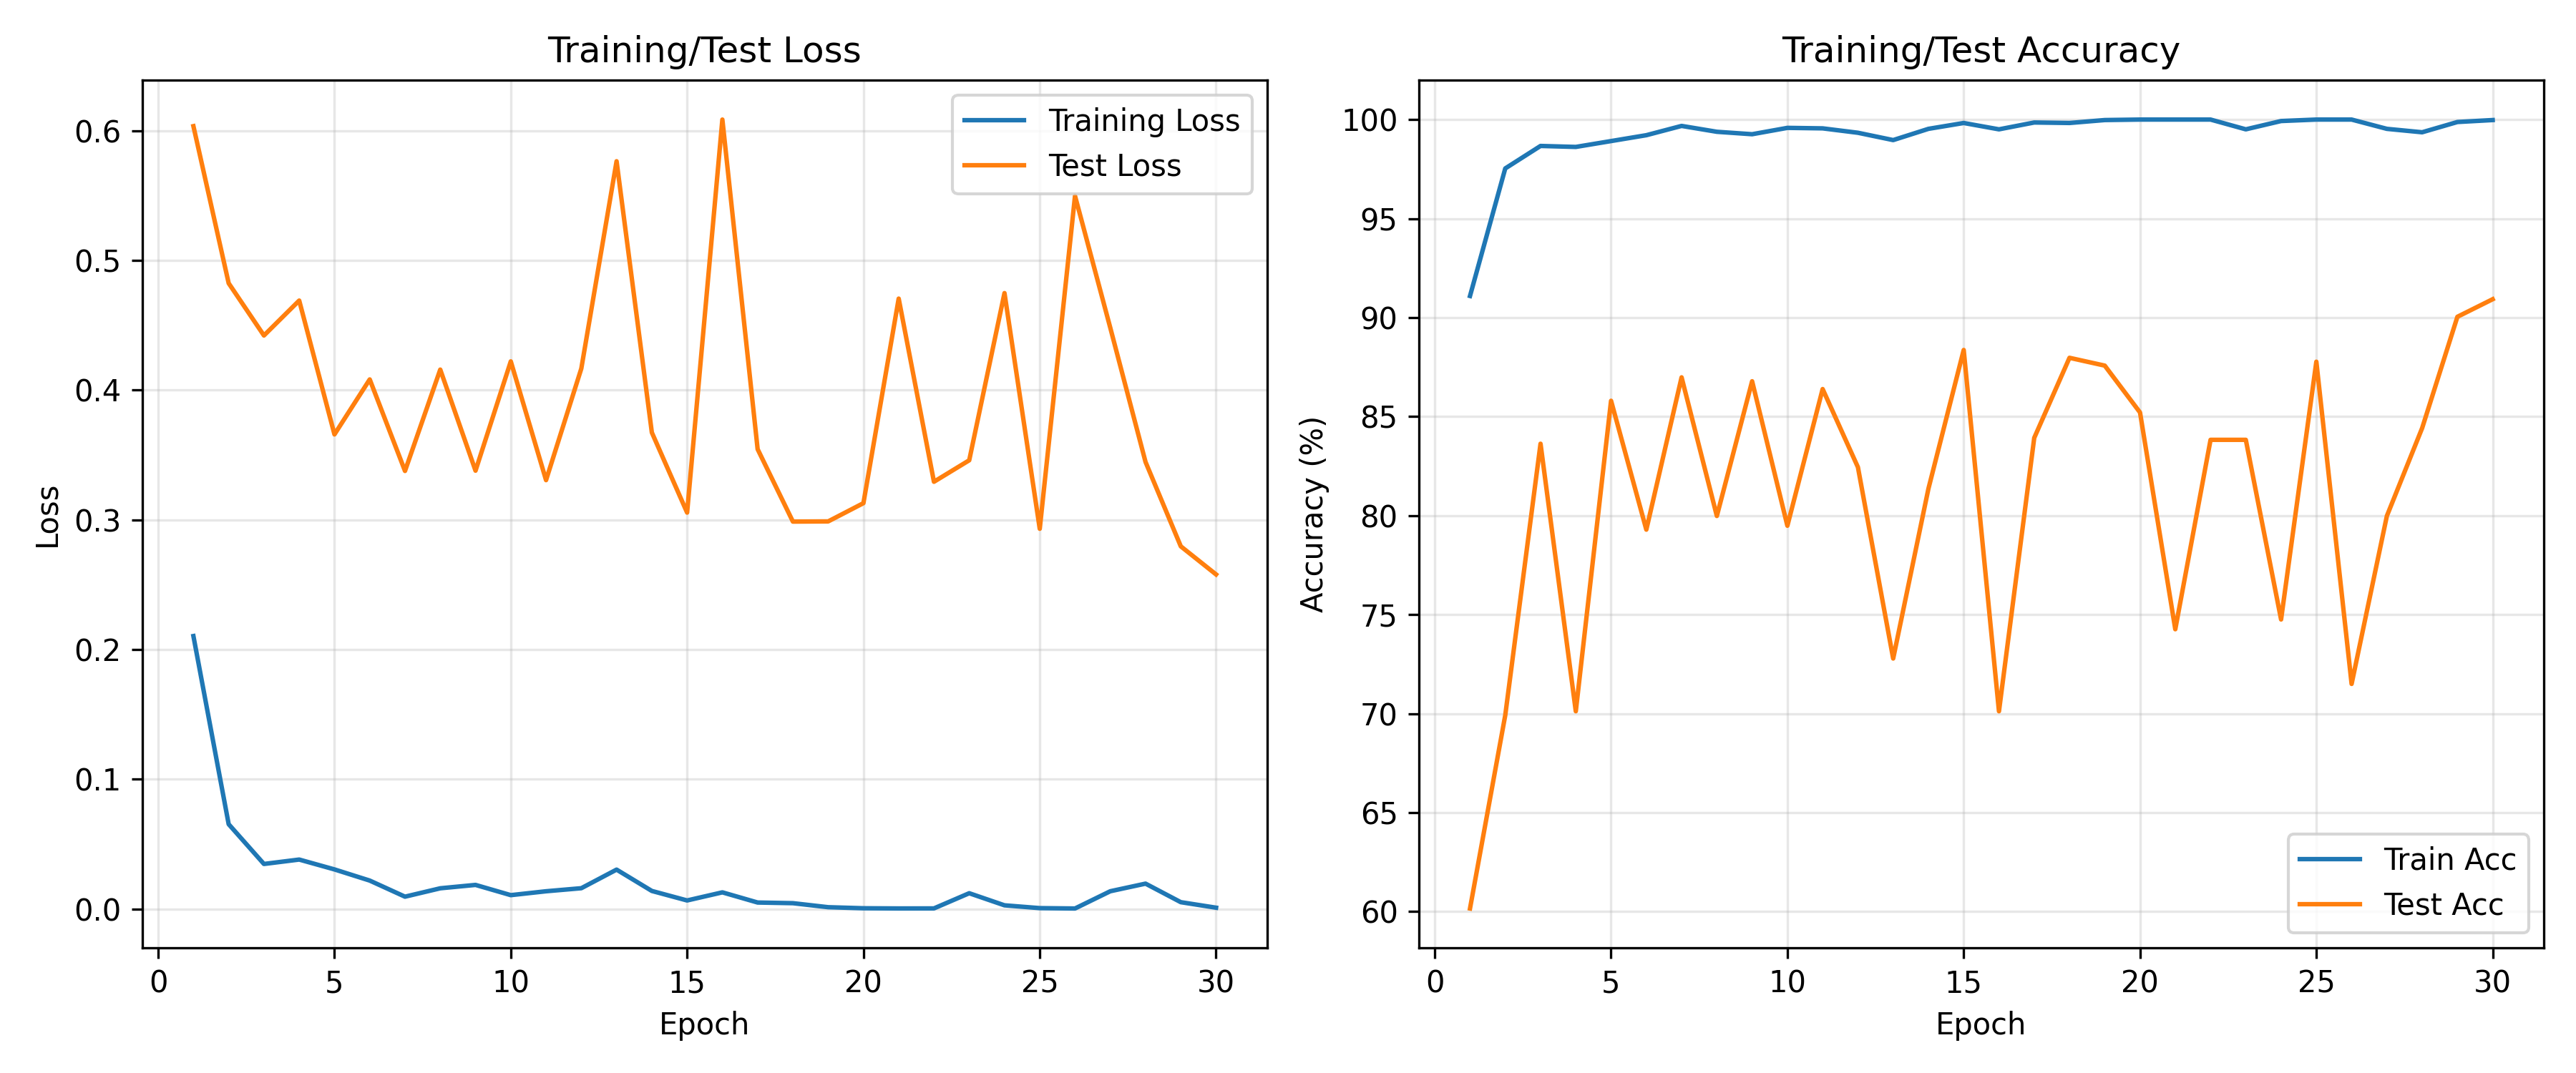 Training/Test Loss
0.6
0.5
0.4
0.3
0.2
0.1
0.0
Loss
0 5 10 15 20 25 30
Epoch
Training Loss
Test Loss
Training/Test Accuracy
100
95
90
85
80
75
70
65
60
Accuracy (%)
0 5 10 15 20 25 30
Epoch
Train Acc
Test Acc